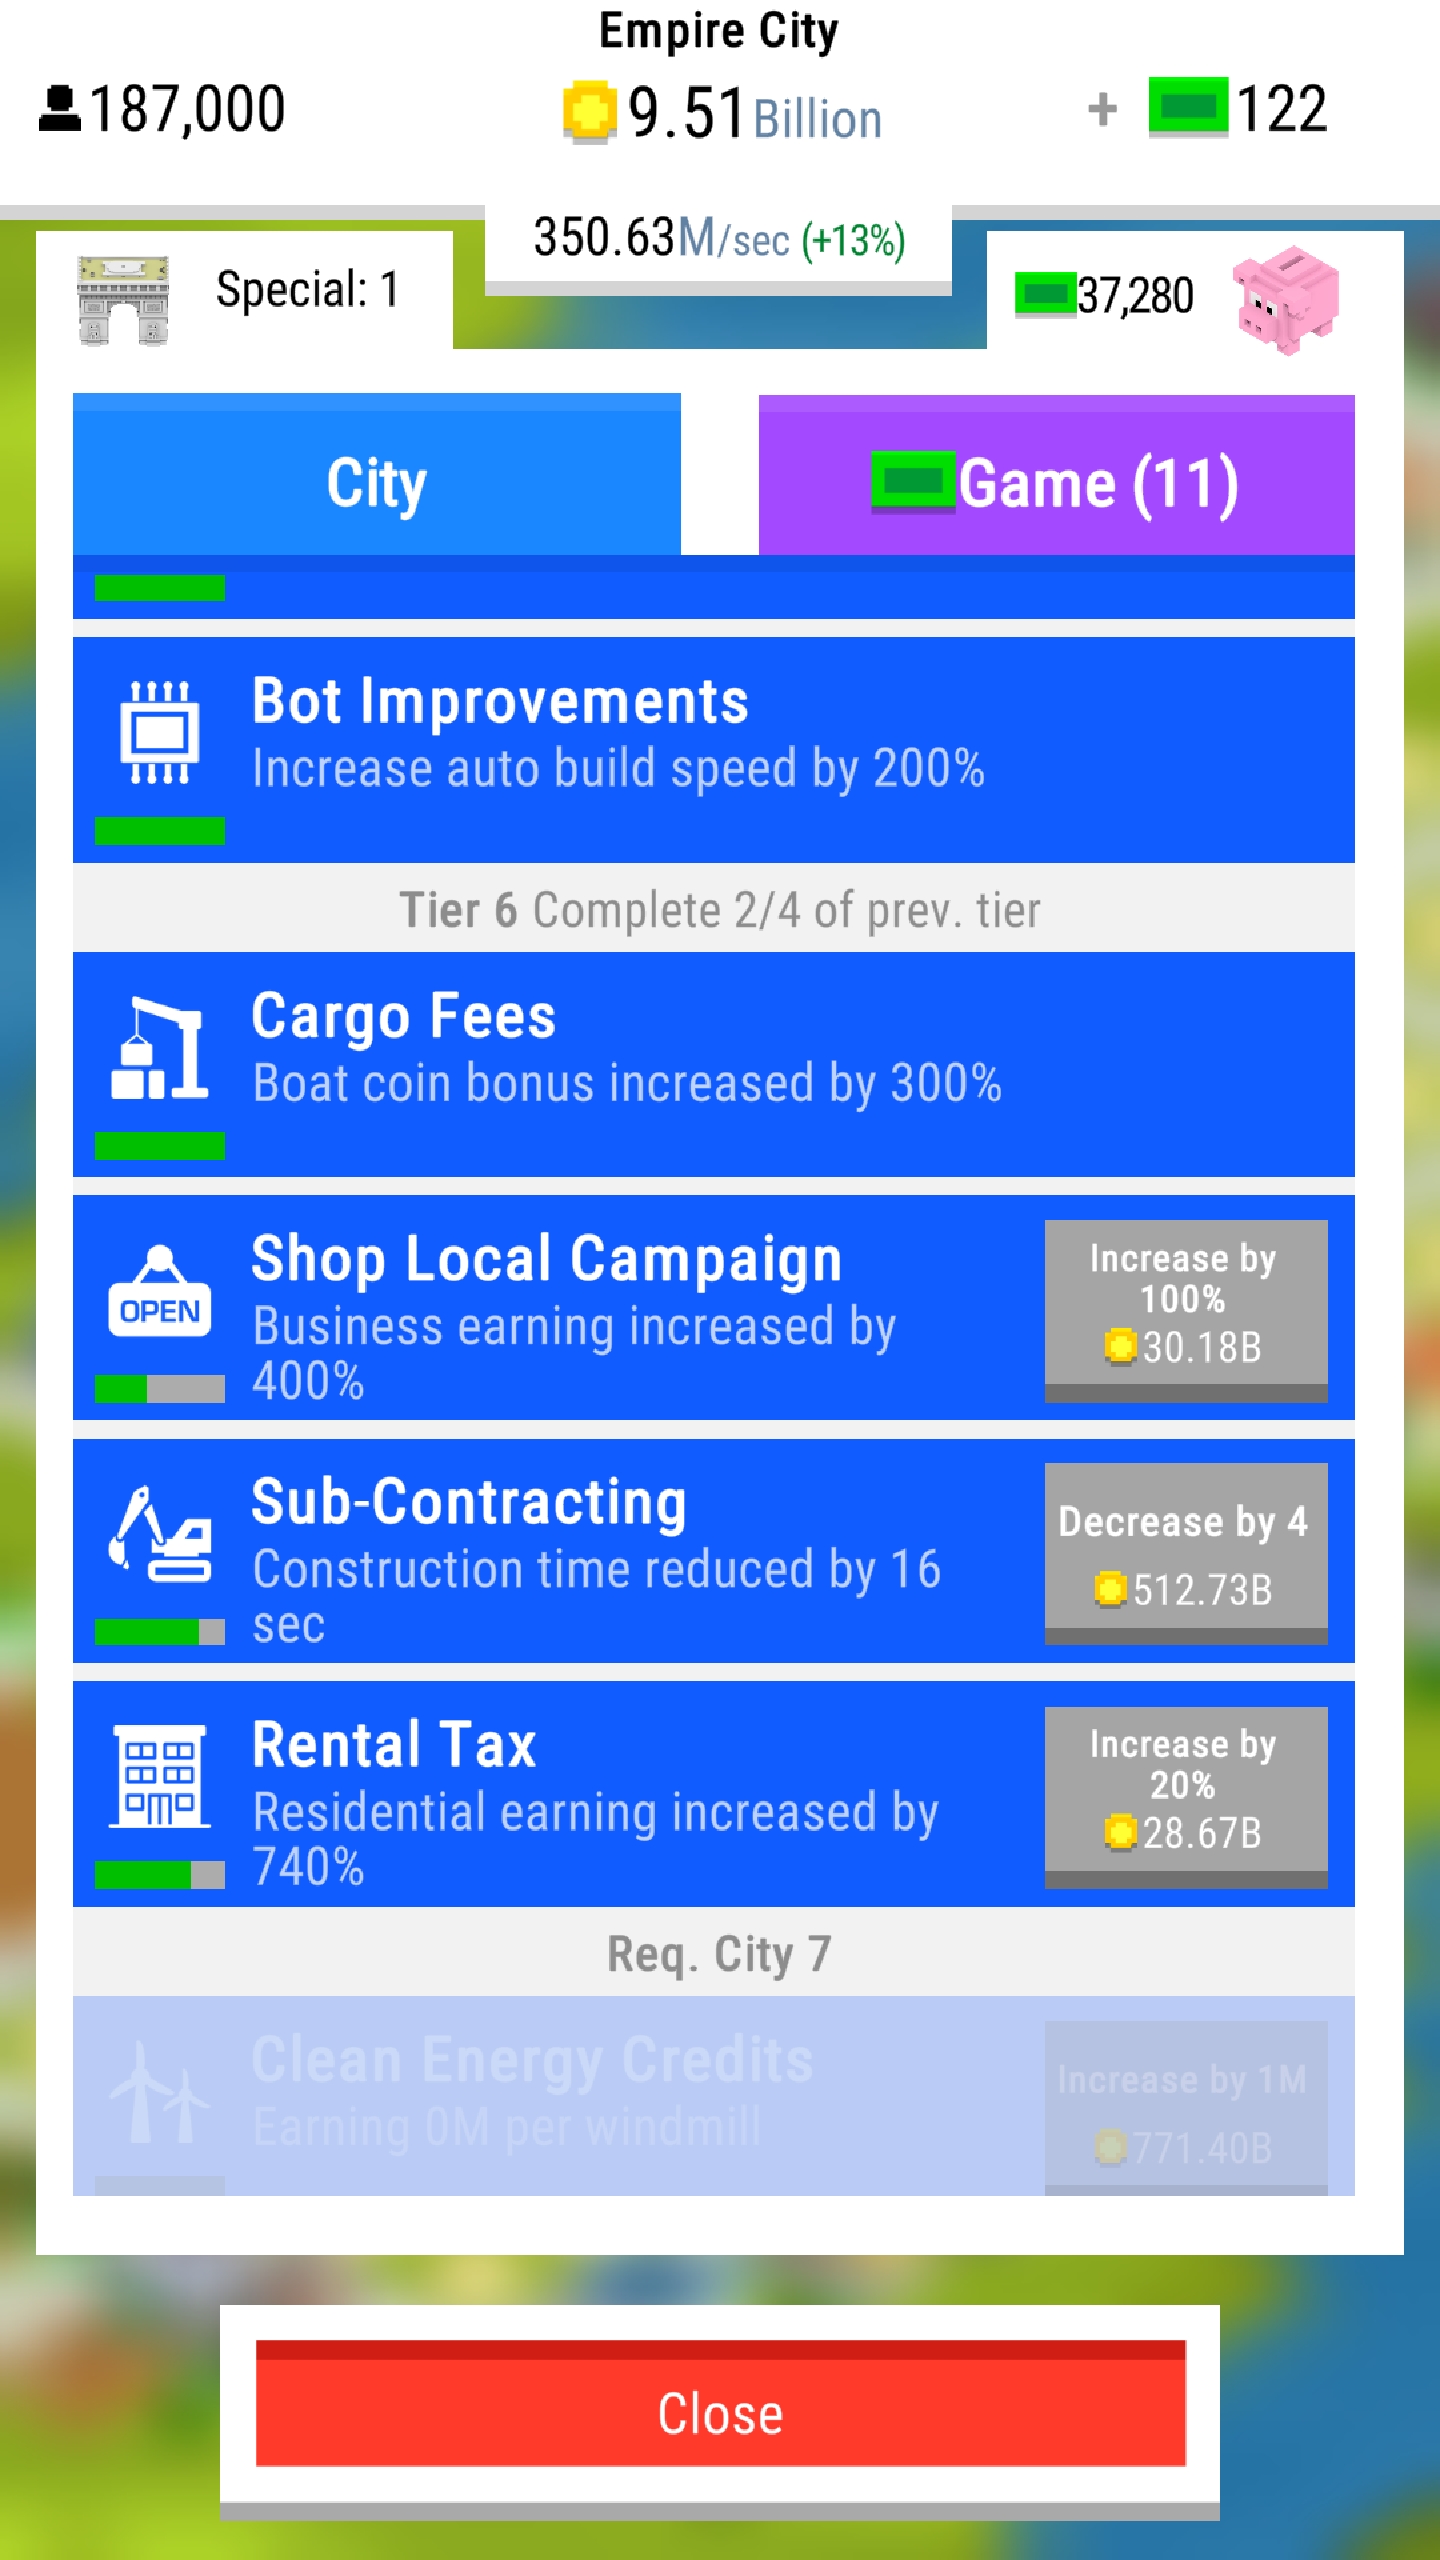 Empire City
187,000
9.51 Billion
+ 122
350.63M/sec (+13%)
Special: 1
37,280
City
Game (11)
Bot Improvements
Increase auto build speed by 200%
Tier 6 Complete 2/4 of prev. tier
Cargo Fees
Boat coin bonus increased by 300%
Shop Local Campaign
Business earning increased by
400%
OPEN
Increase by
100%
30.18B
Sub-Contracting
Construction time reduced by 16
sec
Decrease by 4
512.73B
Rental Tax
Residential earning increased by
740%
Increase by
20%
28.67B
Req. City 7
Clean Energy Credits
Earning 0M per windmill
Increase by 1M
771.40B
Close